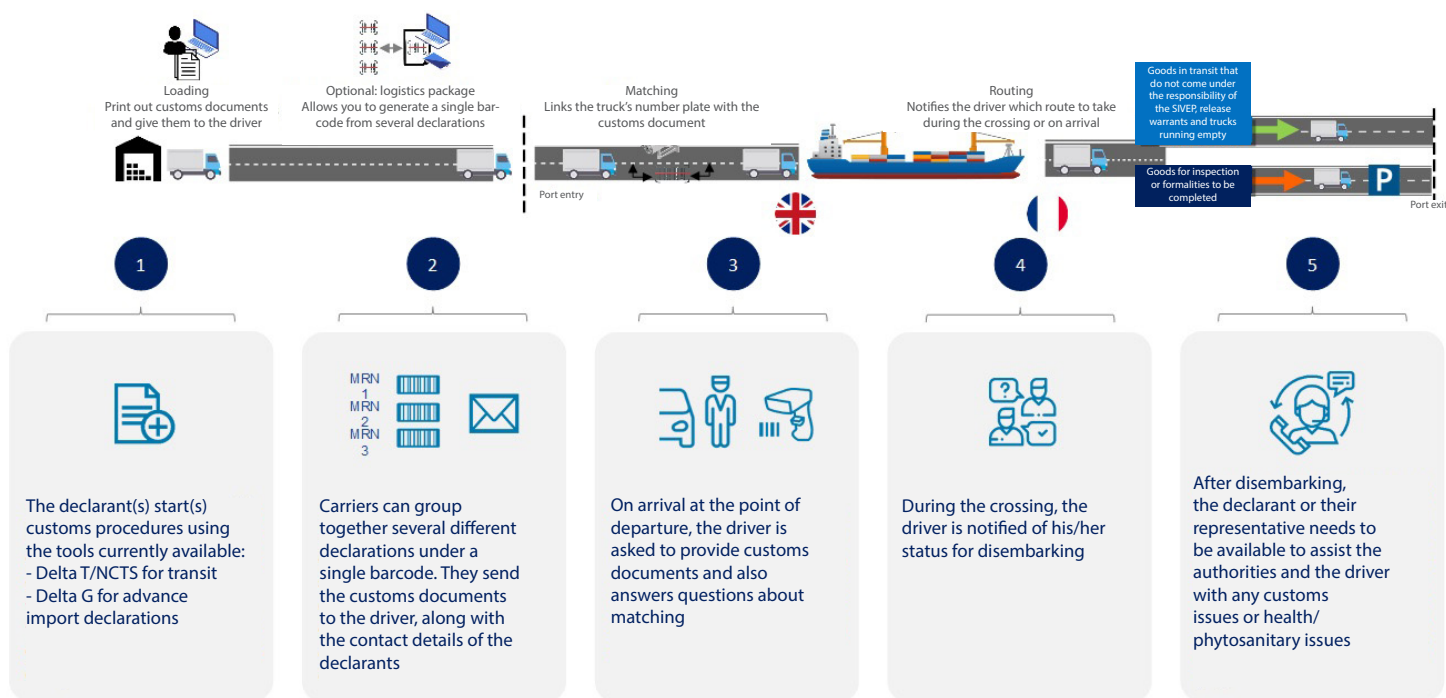 Loading
Print out customs documents
and give them to the driver
Optional: logistics package
Allows you to generate a single bar-
code from several declarations
Matching
Links the truck's number plate with the
customs document
Routing
Notifies the driver which route to take
during the crossing or on arrival
Goods in transit that
do not come under
the responsibility of
the SIVEP, release
warrants and trucks
running empty
Goods for inspection
or formalities to be
completed
P
Port entry
Port exit
1
2
3
4
5
The declarant(s) start(s)
customs procedures using
the tools currently available:
- Delta T/NCTS for transit
- Delta G for advance
import declarations
MRN
1
MRN
2
MRN
3
Carriers can group
together several different
declarations under a
single barcode. They send
the customs documents
to the driver, along with
the contact details of the
declarants
On arrival at the point of
departure, the driver is
asked to provide customs
documents and also
answers questions about
matching
?
During the crossing, the
driver is notified of his/her
status for disembarking
After disembarking,
the declarant or their
representative needs to
be available to assist the
authorities and the driver
with any customs
issues or health/
phytosanitary issues